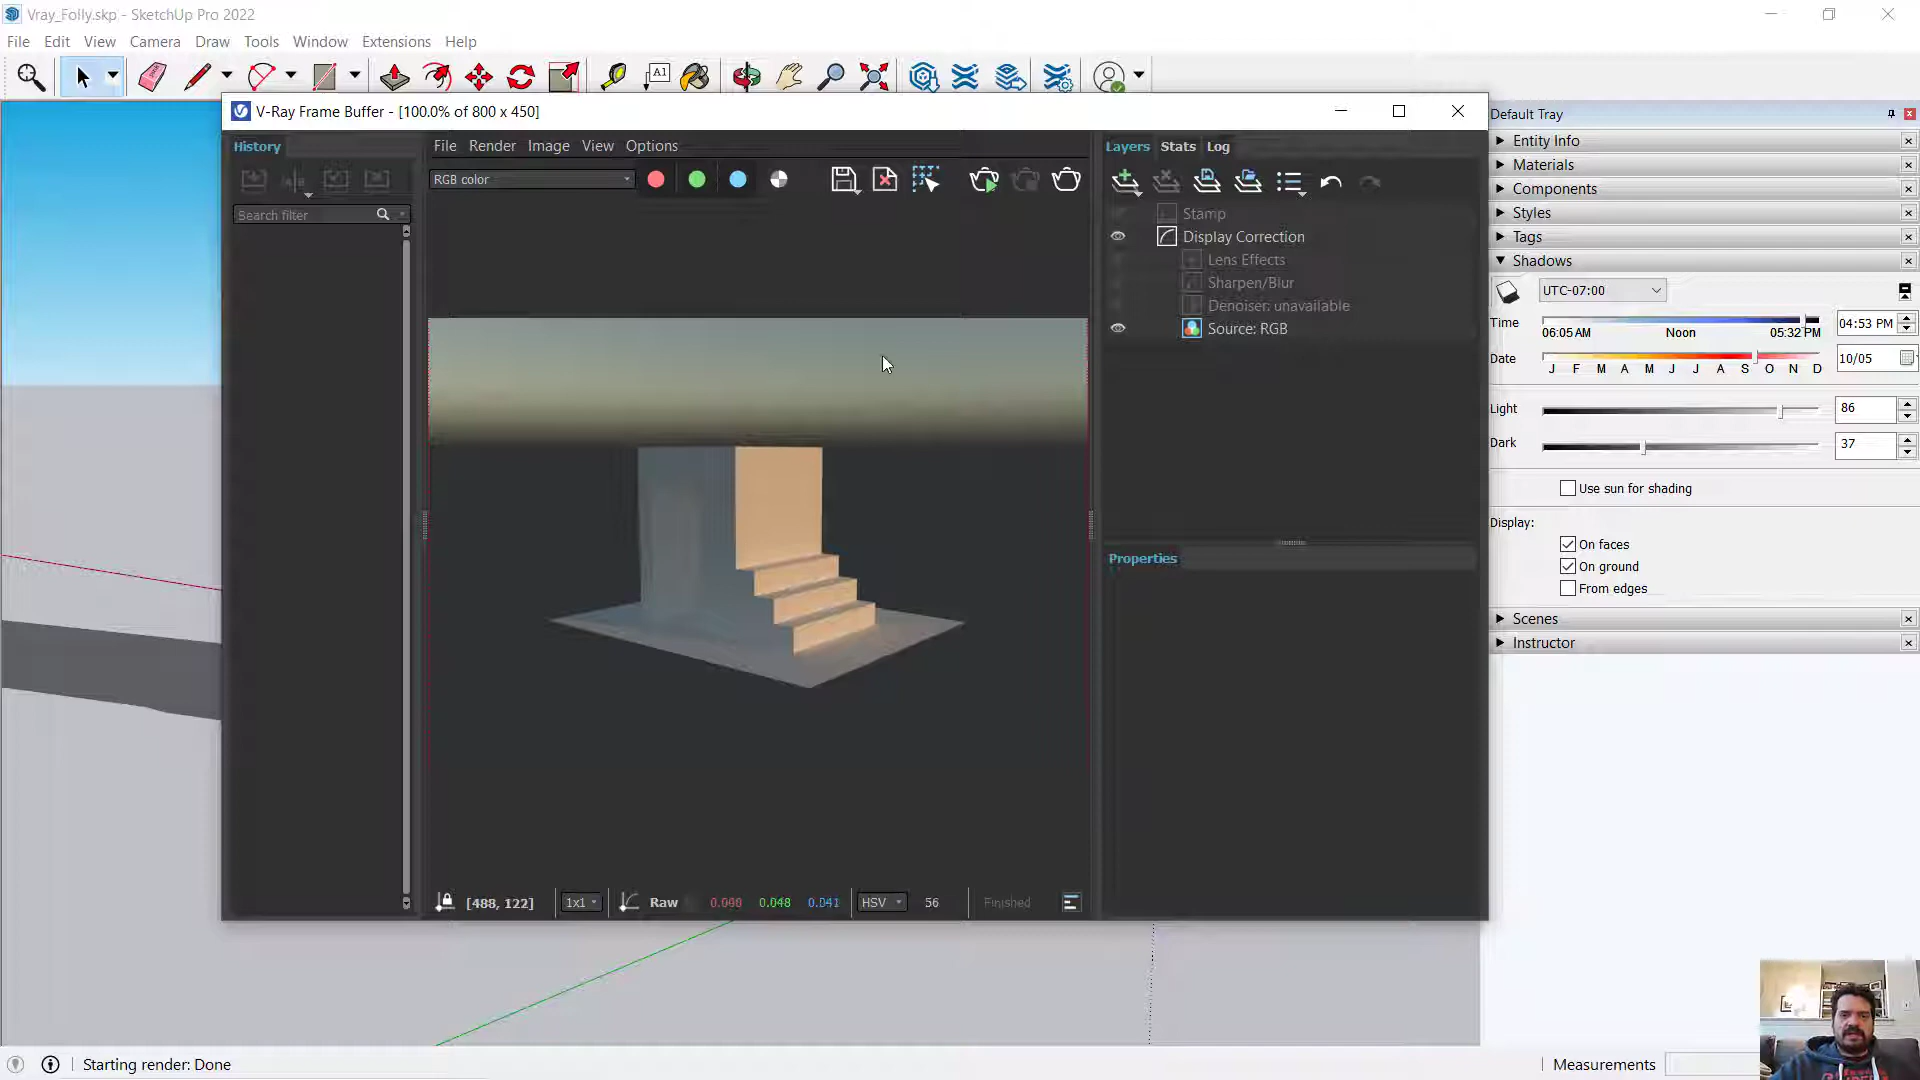 Vray_Folly.skp - SketchUp Pro 2022
File Edit View Camera Draw Tools Window Extensions Help
A1
V-Ray Frame Buffer - [100.0% of 800 x 450]
History
Search filter
File Render Image View Options
RGB color
Layers Stats Log
Stamp
Display Correction
Lens Effects
Sharpen/Blur
Denoiser: unavailable
Source: RGB
Properties
[488, 122] 1x1 Raw 0.048 0.041 HSV 56 Finished
Default Tray
Entity Info
Materials
Components
Styles
Tags
Shadows
UTC-07:00
Time 04:53 PM
06:05 AM Noon 05:32 PM
Date 10/05
J F M A M J J A S O N D
Light 86
Dark 37
Use sun for shading
Display:
On faces
On ground
From edges
Scenes
Instructor
Starting render: Done
Measurements